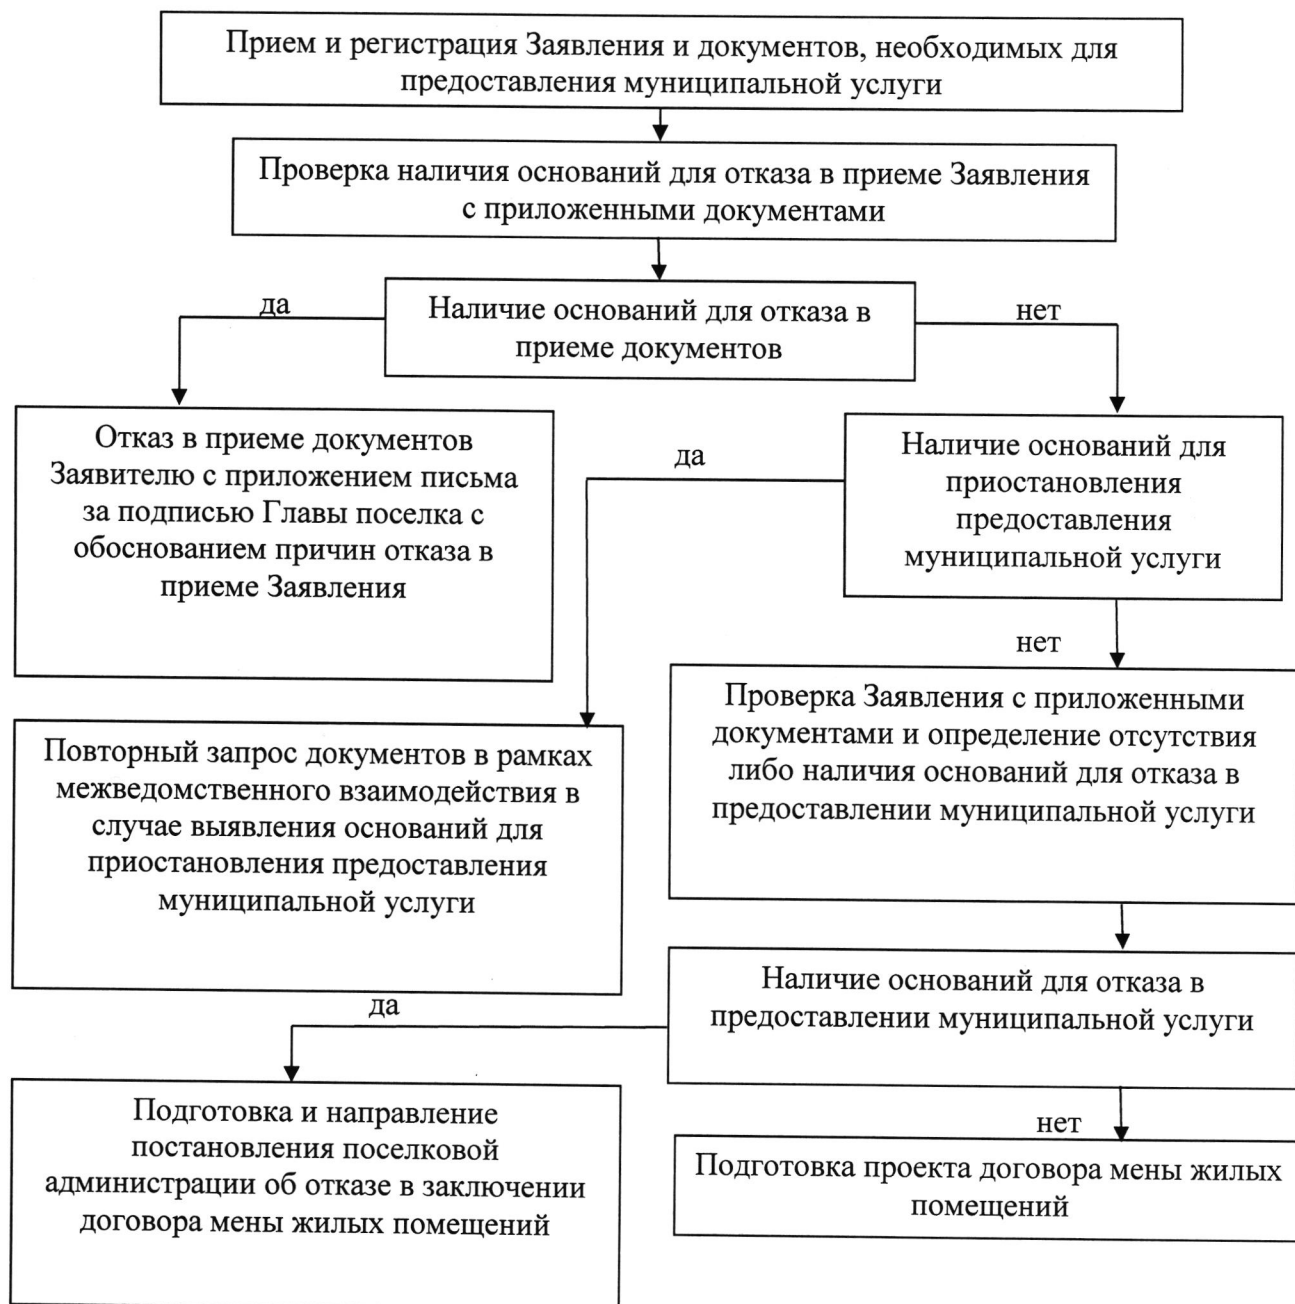 Прием и регистрация Заявления и документов, необходимых для
предоставления муниципальной услуги
Проверка наличия оснований для отказа в приеме Заявления
с приложенными документами
да
Наличие оснований для отказа в
приеме документов
нет
Отказ в приеме документов
Заявителю с приложением письма
за подписью Главы поселка с
обоснованием причин отказа в
приеме Заявления
да
Наличие оснований для
приостановления
предоставления
муниципальной услуги
нет
Повторный запрос документов в рамках
межведомственного взаимодействия в
случае выявления оснований для
приостановления предоставления
муниципальной услуги
Проверка Заявления с приложенными
документами и определение отсутствия
либо наличия оснований для отказа в
предоставлении муниципальной услуги
да
Наличие оснований для отказа в
предоставлении муниципальной услуги
Подготовка и направление
постановления поселковой
администрации об отказе в заключении
договора мены жилых помещений
нет
Подготовка проекта договора мены жилых
помещений